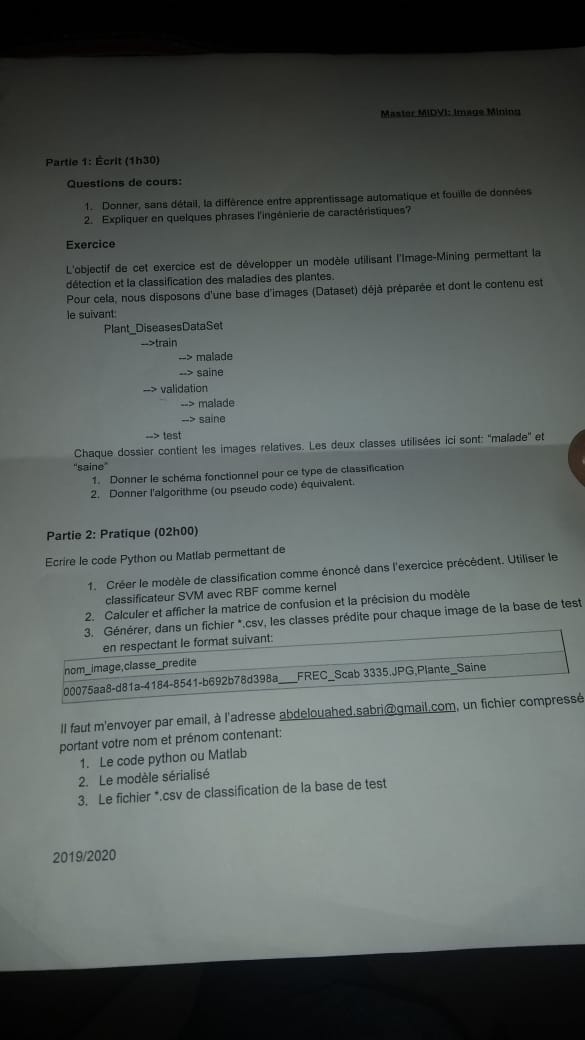 Master MIDVI: Image Mining
Partie 1: Écrit (1h30)
Questions de cours:
1. Donner, sans détail, la différence entre apprentissage automatique et fouille de données
2. Expliquer en quelques phrases l'ingénierie de caractéristiques?
Exercice
L'objectif de cet exercice est de développer un modèle utilisant l'Image-Mining permettant la
détection et la classification des maladies des plantes.
Pour cela, nous disposons d'une base d'images (Dataset) déjà préparée et dont le contenu est
le suivant:
Plant_DiseasesDataSet
-->train
--> malade
--> saine
--> validation
--> malade
--> saine
--> test
Chaque dossier contient les images relatives. Les deux classes utilisées ici sont: "malade" et
"saine"
1. Donner le schéma fonctionnel pour ce type de classification
2. Donner l'algorithme (ou pseudo code) équivalent.
Partie 2: Pratique (02h00)
Ecrire le code Python ou Matlab permettant de
1. Créer le modèle de classification comme énoncé dans l'exercice précédent. Utiliser le
classificateur SVM avec RBF comme kernel
2. Calculer et afficher la matrice de confusion et la précision du modèle
3. Générer, dans un fichier *.csv, les classes prédite pour chaque image de la base de test
en respectant le format suivant:
nom_image,classe_predite
00075aa8-d81a-4184-8541-b692b78d398a___FREC_Scab 3335.JPG,Plante_Saine
Il faut m'envoyer par email, à l'adresse abdelouahed.sabri@gmail.com, un fichier compressé
portant votre nom et prénom contenant:
1. Le code python ou Matlab
2. Le modèle sérialisé
3. Le fichier *.csv de classification de la base de test
2019/2020